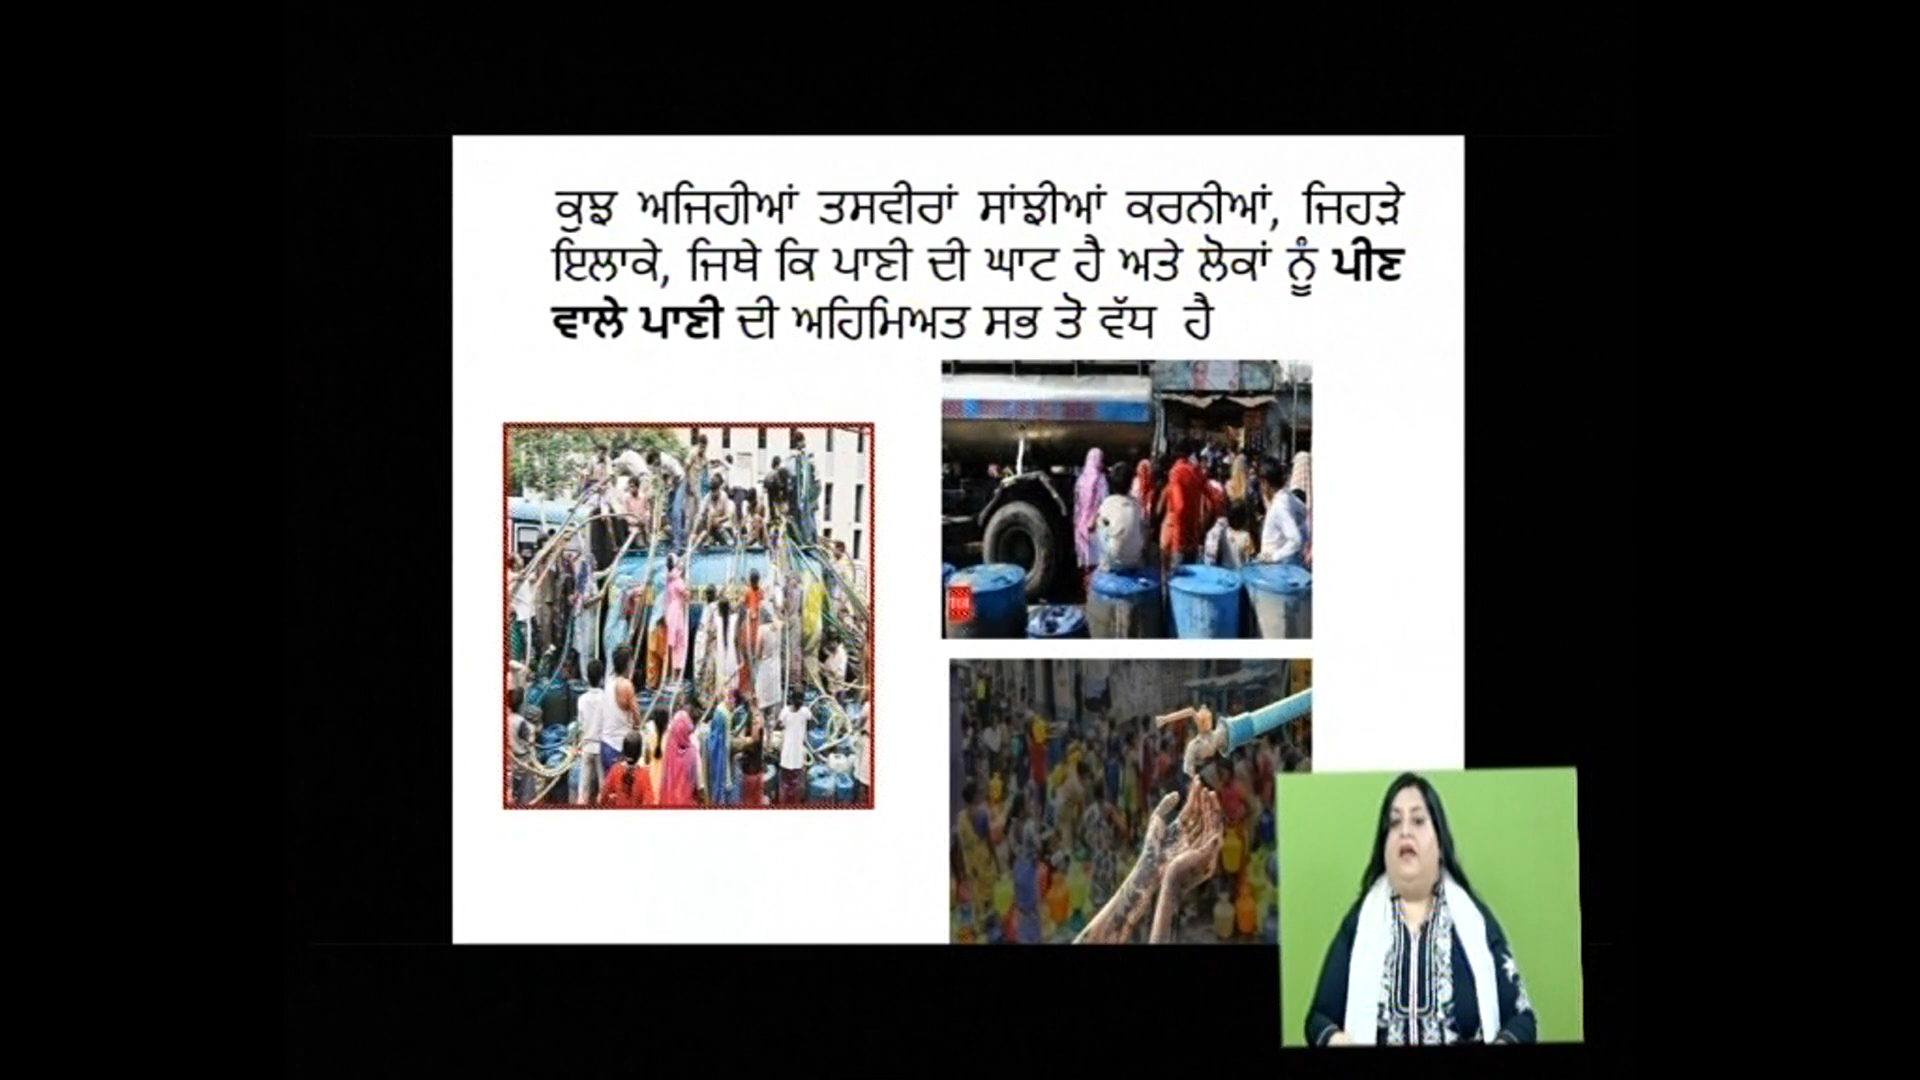 ਕੁਝ ਅਜਿਹੀਆਂ ਤਸਵੀਰਾਂ ਸਾਂਝੀਆਂ ਕਰਨੀਆਂ, ਜਿਹੜੇ
ਇਲਾਕੇ, ਜਿਥੇ ਕਿ ਪਾਣੀ ਦੀ ਘਾਟ ਹੈ ਅਤੇ ਲੋਕਾਂ ਨੂੰ ਪੀਣ
ਵਾਲੇ ਪਾਣੀ ਦੀ ਅਹਿਮਿਅਤ ਸਭ ਤੋ ਵੱਧ ਹੈ